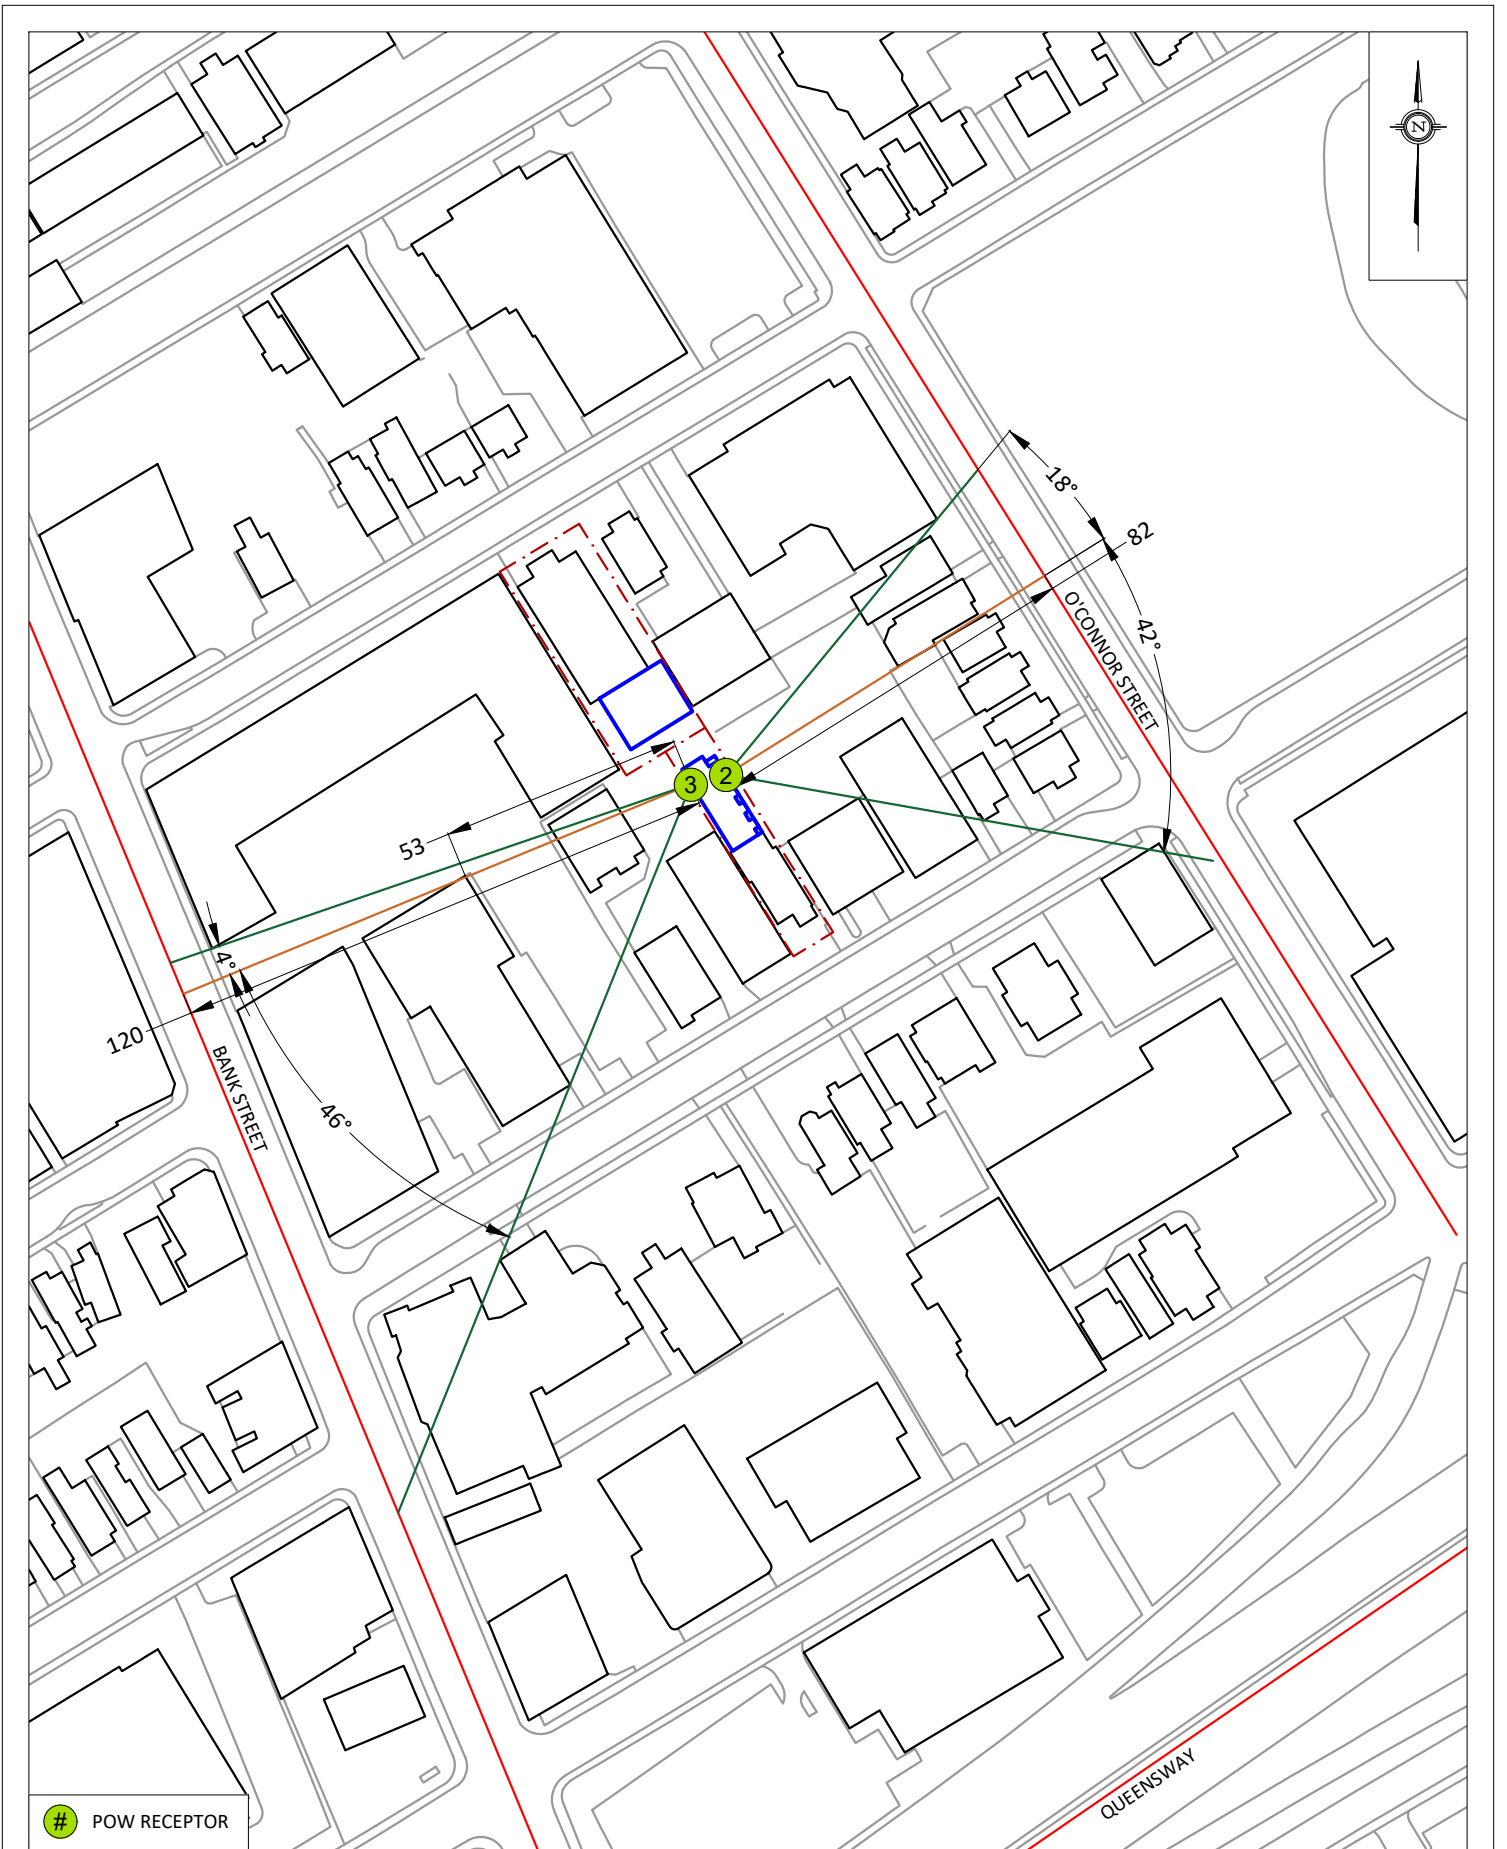 N
18°
82
O'CONNOR STREET
42°
2
3
53
4°
120
BANK STREET
46°
QUEENSWAY
# POW RECEPTOR